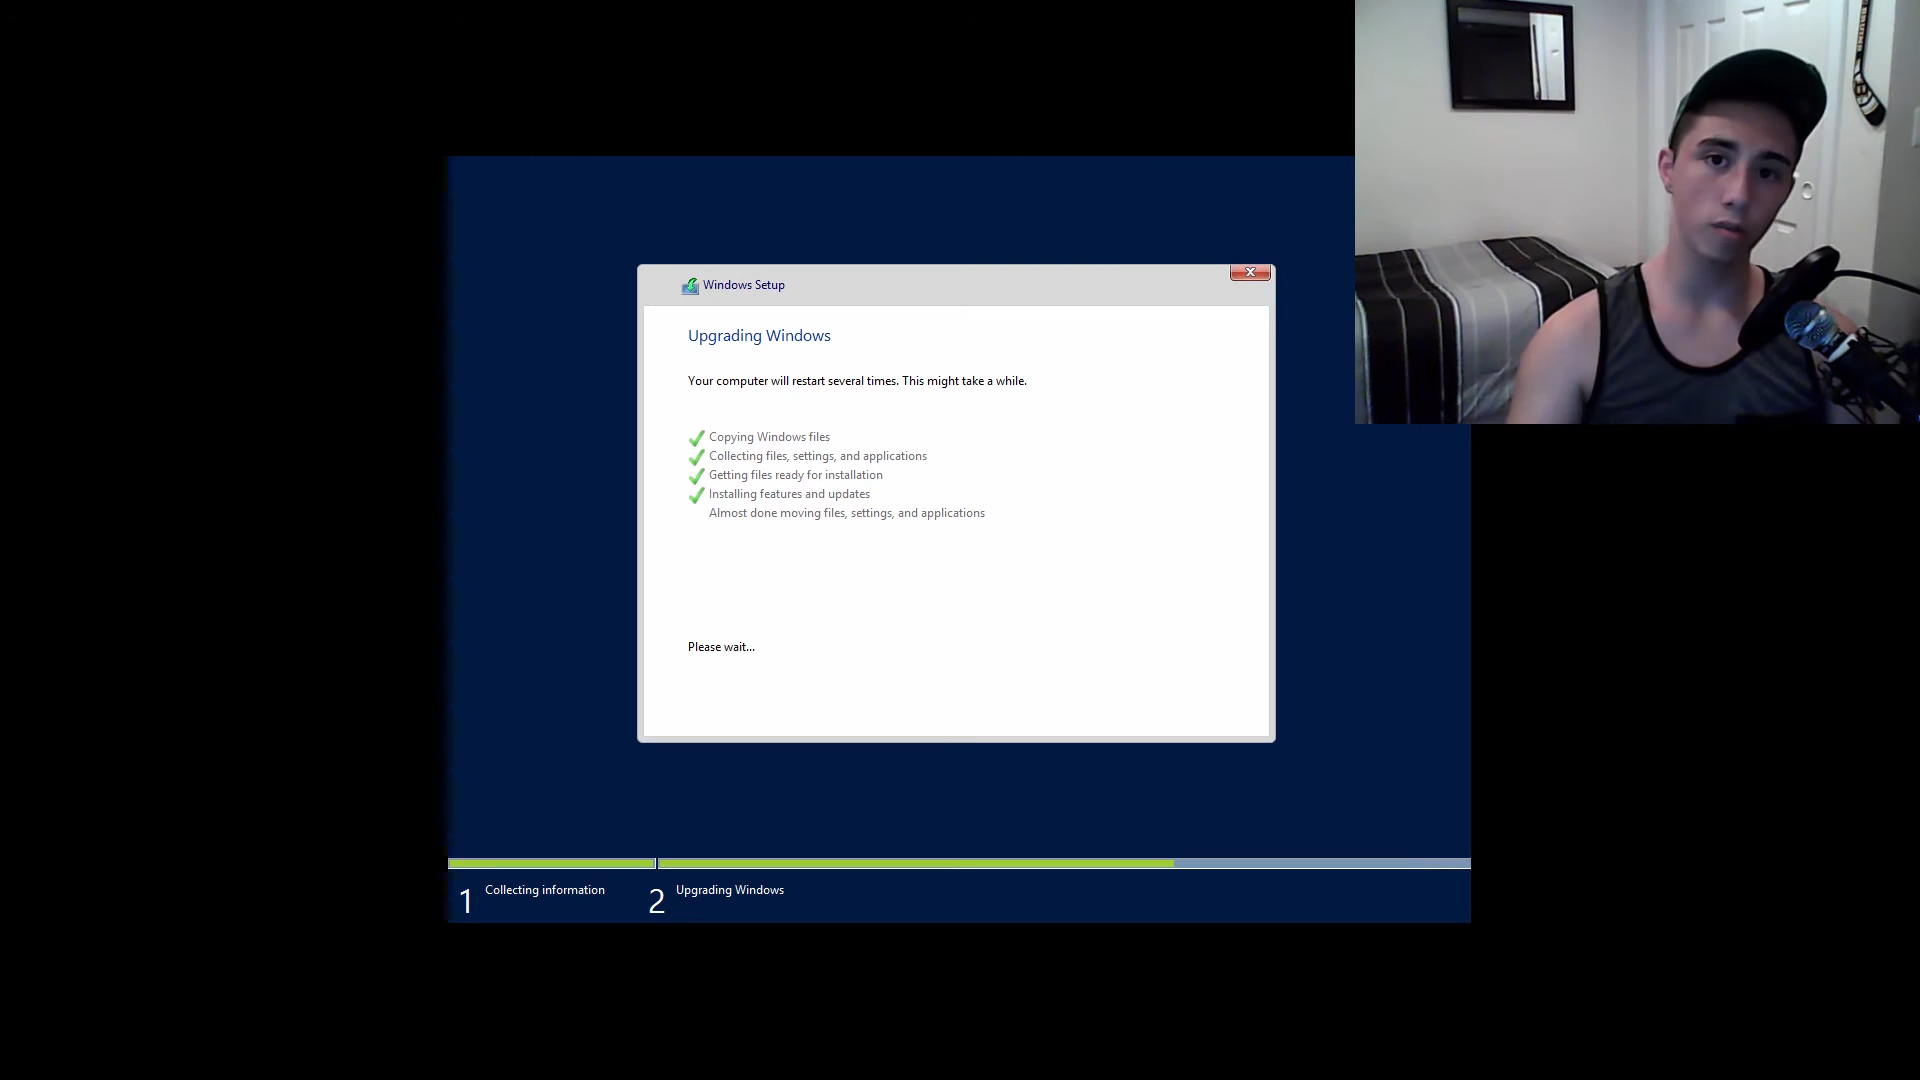 BRUINS
Windows Setup
Upgrading Windows
Your computer will restart several times. This might take a while.
Copying Windows files
Collecting files, settings, and applications
Getting files ready for installation
Installing features and updates
Almost done moving files, settings, and applications
Please wait...
1 Collecting information
2 Upgrading Windows